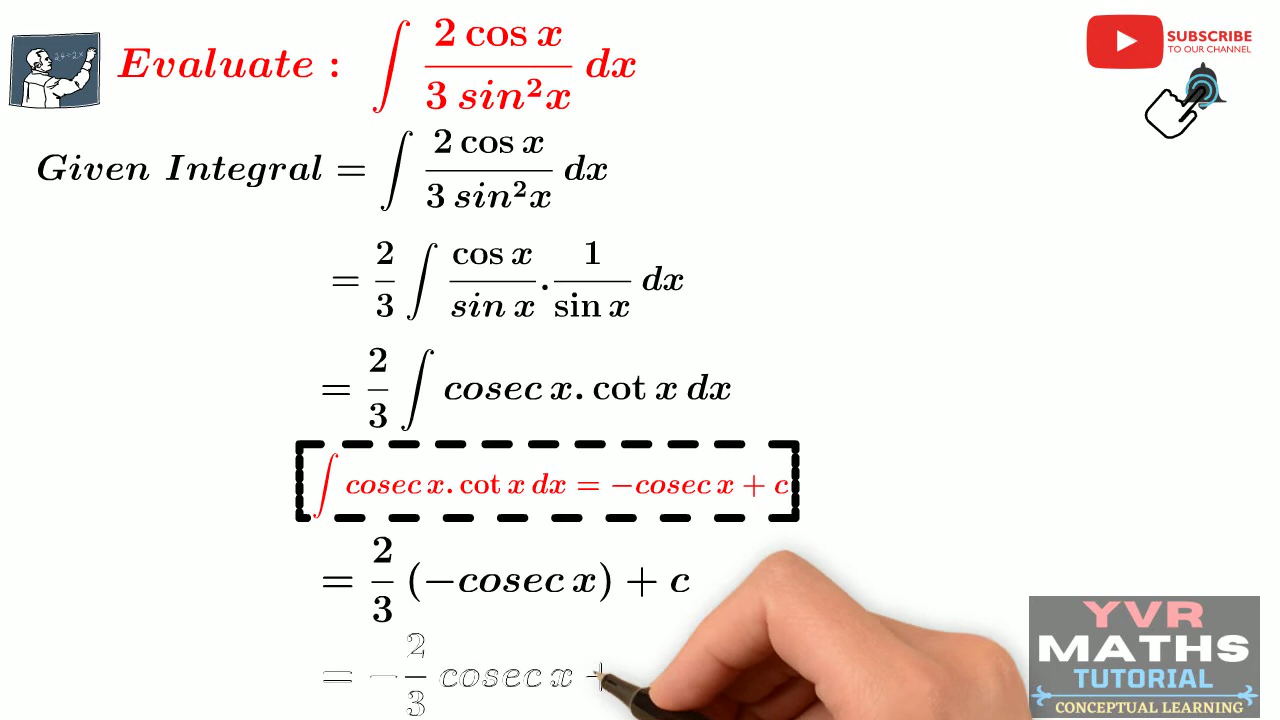 Evaluate : ∫ 2 cos x / 3 sin²x dx
SUBSCRIBE
TO OUR CHANNEL
Given Integral = ∫ 2 cos x / 3 sin²x dx
= 2/3 ∫ cos x / sin x . 1 / sin x dx
= 2/3 ∫ cosec x. cot x dx
∫ cosec x. cot x dx = −cosec x + c
= 2/3 (−cosec x) + c
= −2/3 cosec x +
YVR
MATHS
TUTORIAL
CONCEPTUAL LEARNING